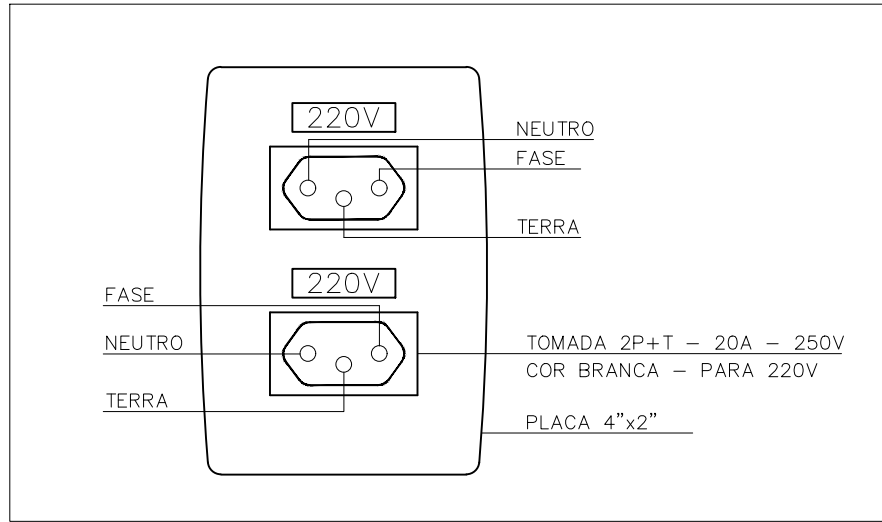 220V
NEUTRO
FASE
TERRA
220V
FASE
NEUTRO
TERRA
TOMADA 2P+T – 20A – 250V
COR BRANCA – PARA 220V
PLACA 4”x2”